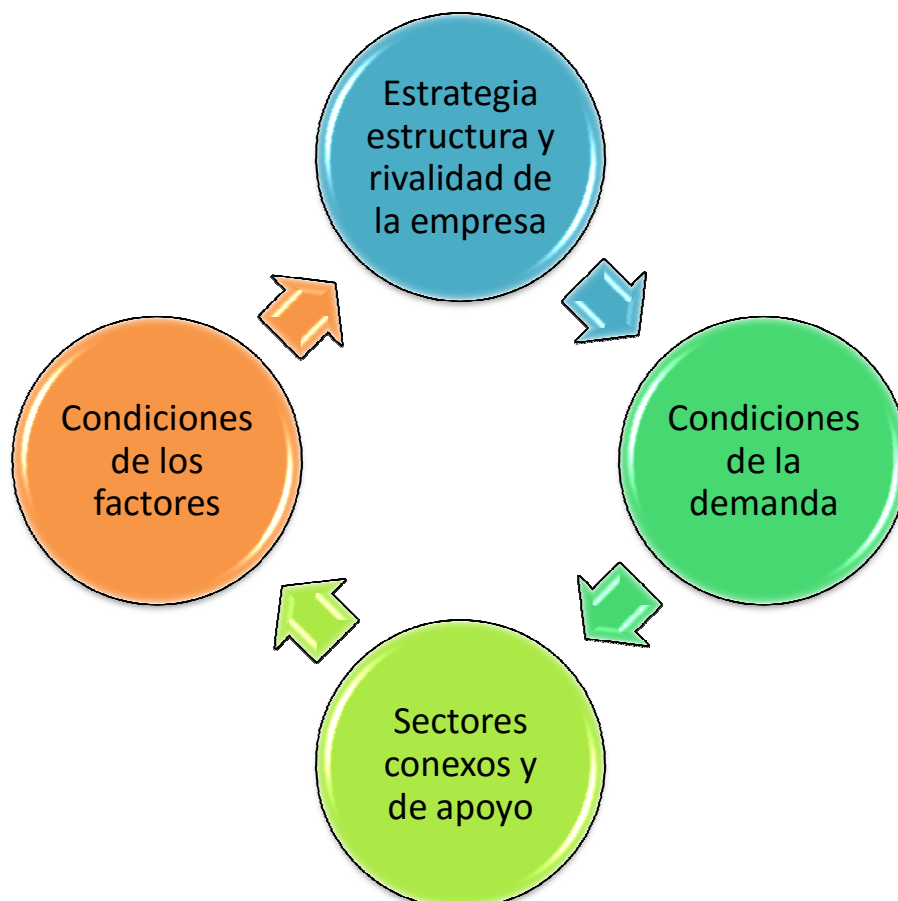 Estrategia
estructura y
rivalidad de
la empresa
Condiciones
de los
factores
Condiciones
de la
demanda
Sectores
conexos y
de apoyo